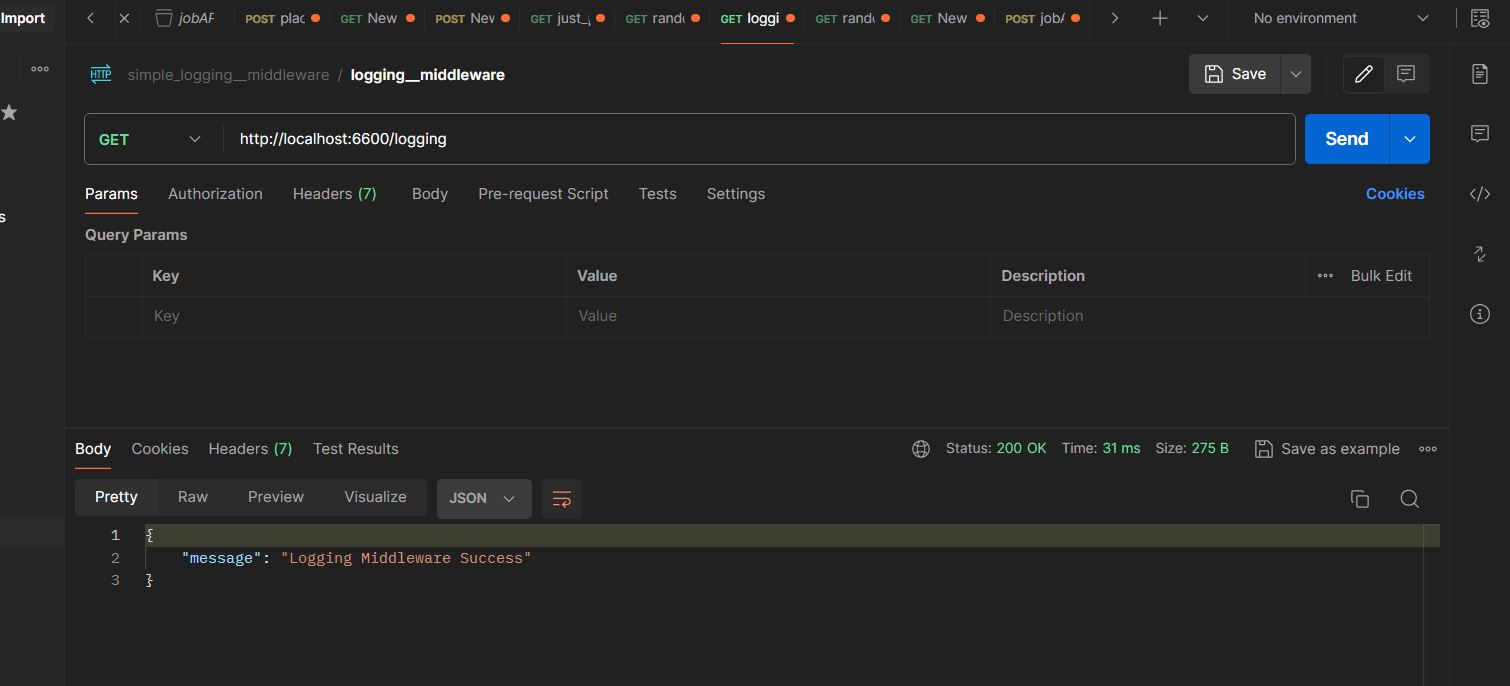 Import jobAF POST plac GET New POST New GET just_ GET rand GET loggi GET rand GET New POST jobA No environment
simple_logging__middleware / logging__middleware Save
GET http://localhost:6600/logging Send
Params Authorization Headers (7) Body Pre-request Script Tests Settings Cookies
Query Params
Key Value Description Bulk Edit
Key Value Description
Body Cookies Headers (7) Test Results Status: 200 OK Time: 31 ms Size: 275 B Save as example
Pretty Raw Preview Visualize JSON
1 {
2 "message": "Logging Middleware Success"
3 }